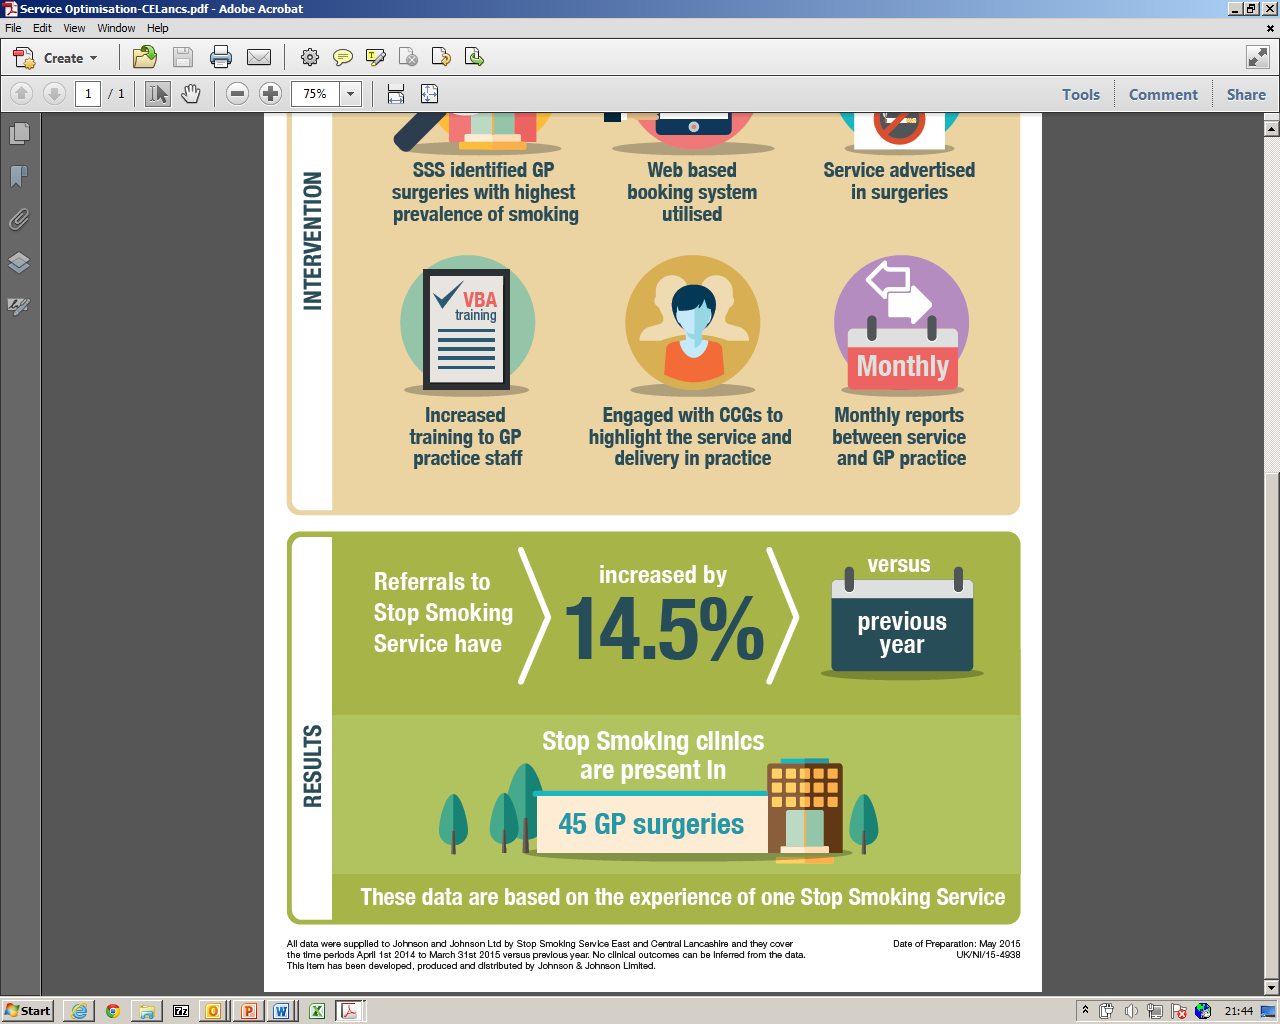 Service Optimisation-CELancs.pdf - Adobe Acrobat
File Edit View Window Help
Create
1 / 1
75%
Tools Comment Share
INTERVENTION
SSS identified GP
surgeries with highest
prevalence of smoking
Web based
booking system
utilised
Service advertised
in surgeries
VBA
training
Monthly
Increased
training to GP
practice staff
Engaged with CCGs to
highlight the service and
delivery in practice
Monthly reports
between service
and GP practice
RESULTS
Referrals to
Stop Smoking
Service have
increased by
14.5%
versus
previous
year
Stop Smoking clinics
are present in
45 GP surgeries
These data are based on the experience of one Stop Smoking Service
All data were supplied to Johnson and Johnson Ltd by Stop Smoking Service East and Central Lancashire and they cover
the time periods April 1st 2014 to March 31st 2015 versus previous year. No clinical outcomes can be inferred from the data.
This item has been developed, produced and distributed by Johnson & Johnson Limited.
Date of Preparation: May 2015
UK/NI/15-4938
Start
21:44